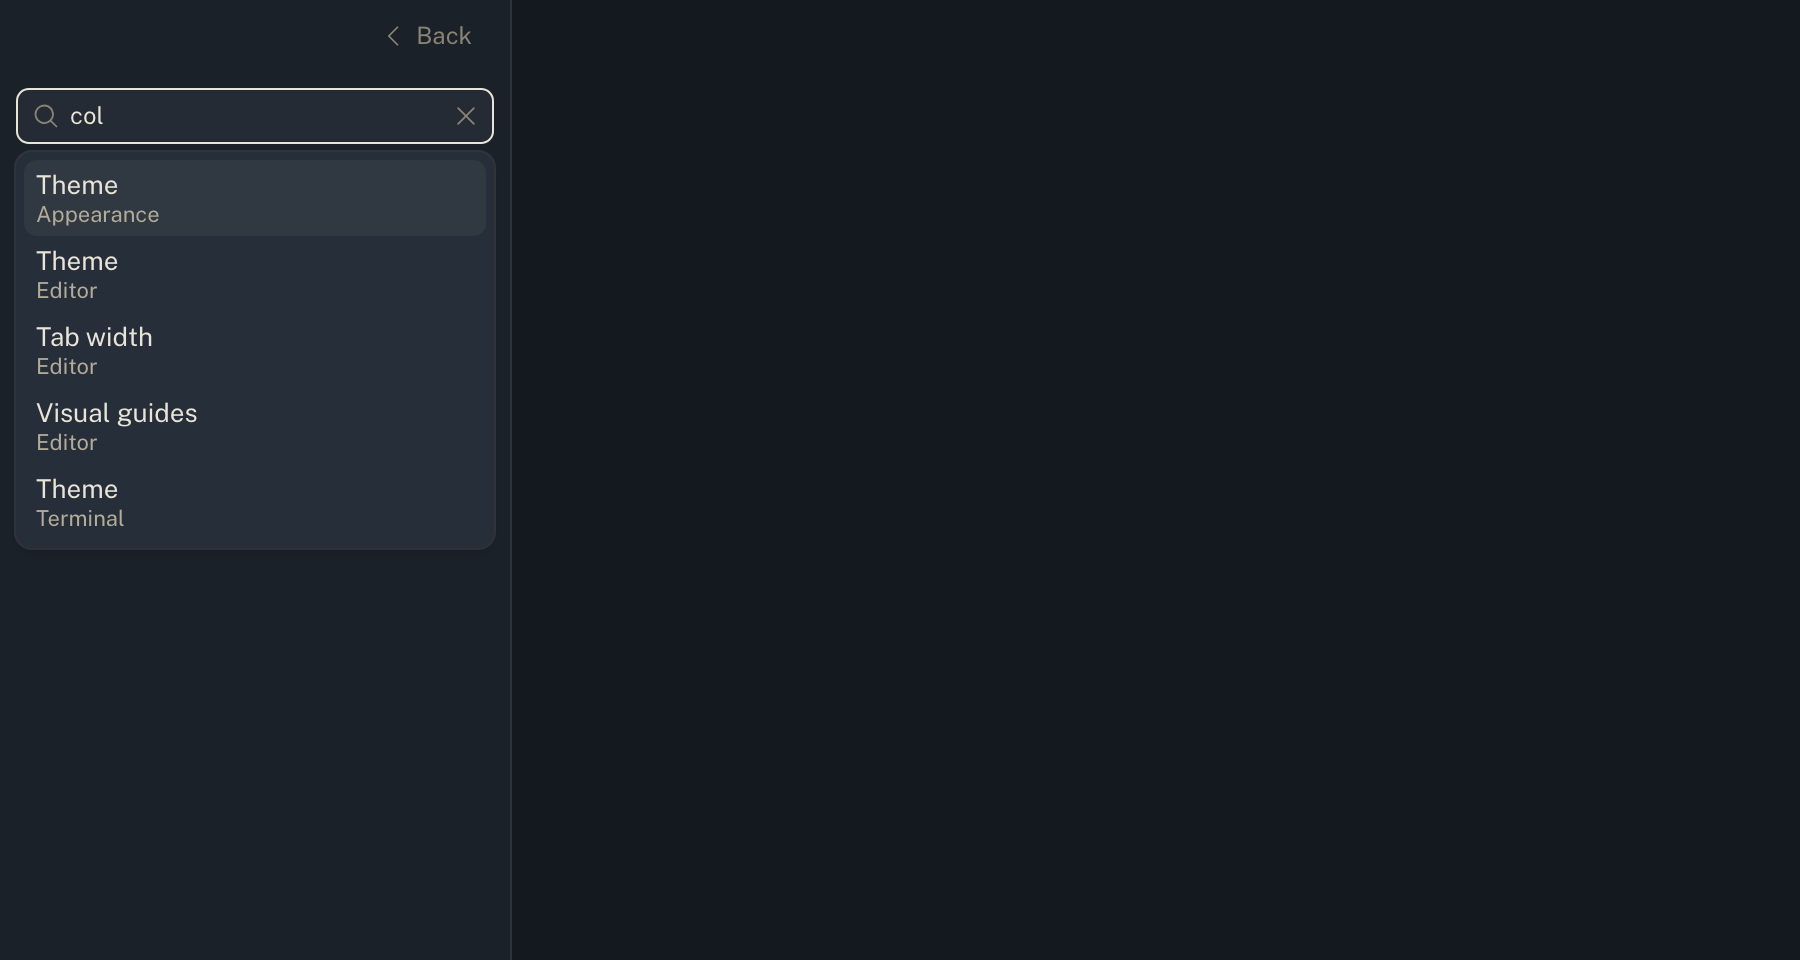 Back
col
Theme
Appearance
Theme
Editor
Tab width
Editor
Visual guides
Editor
Theme
Terminal